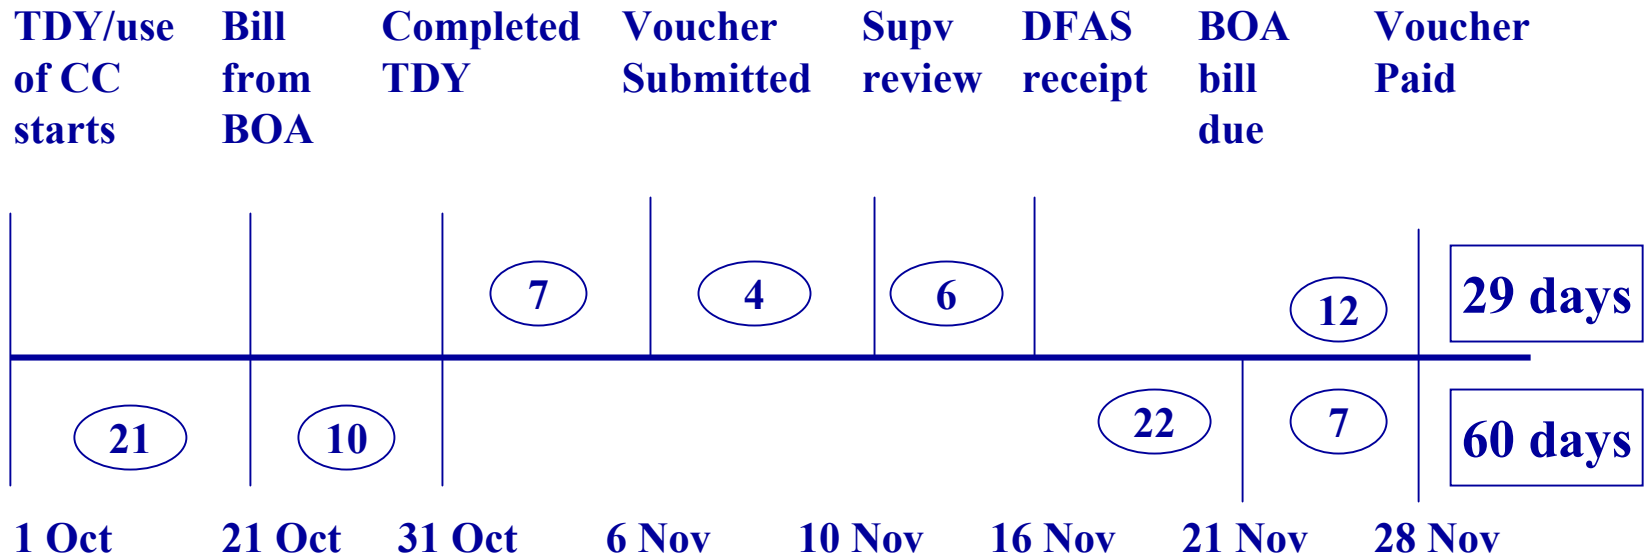 TDY/use of CC starts
Bill from BOA
Completed TDY
Voucher Submitted
Supv review
DFAS receipt
BOA bill due
Voucher Paid
7
4
6
12
29 days
21
10
22
7
60 days
1 Oct
21 Oct
31 Oct
6 Nov
10 Nov
16 Nov
21 Nov
28 Nov